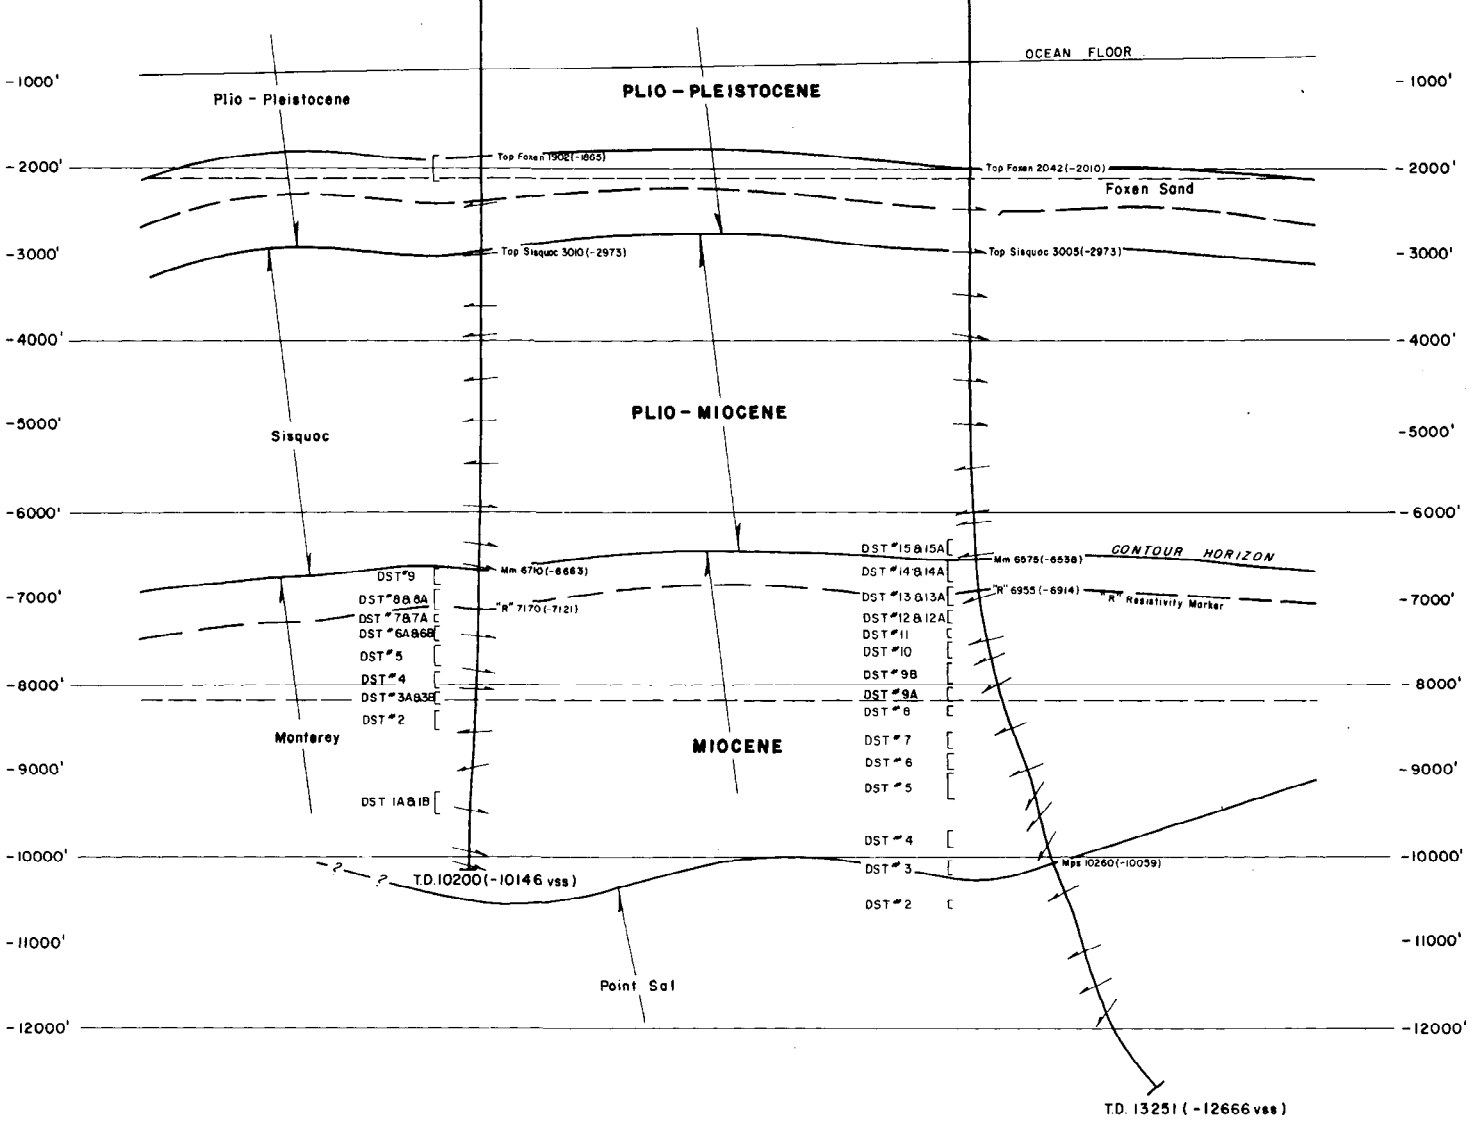 OCEAN FLOOR
-1000'
Plio-Pleistocene
PLIO-PLEISTOCENE
-1000'
-2000'
Top Foxen 1902(-1865)
Top Foxen 2042(-2010)
-2000'
Foxen Sand
-3000'
Top Sisquoc 3010(-2973)
Top Sisquoc 3005(-2973)
-3000'
-4000'
-4000'
-5000'
Sisquoc
PLIO-MIOCENE
-5000'
-6000'
-6000'
DST #15&15A
CONTOUR HORIZON
Mm 6710(-6663)
Mm 6575(-6538)
DST #9
DST #14&14A
-7000'
DST #8&8A
"R" 7170(-7121)
DST #13&13A
"R" 6955(-6914)
"R" Resistivity Marker
-7000'
DST #7&7A
DST #12&12A
DST #6A&6B
DST #11
DST #5
DST #10
DST #4
DST #9B
-8000'
-8000'
DST #3A&3B
DST #9A
DST #2
DST #8
Monterey
MIOCENE
DST #7
DST #6
-9000'
-9000'
DST #5
DST 1A&1B
DST #4
-10000'
-10000'
? ?
T.D.10200(-10146 vss)
DST #3
Mps 10260(-10059)
DST #2
-11000'
-11000'
Point Sal
-12000'
-12000'
T.D. 13251(-12666 vss)